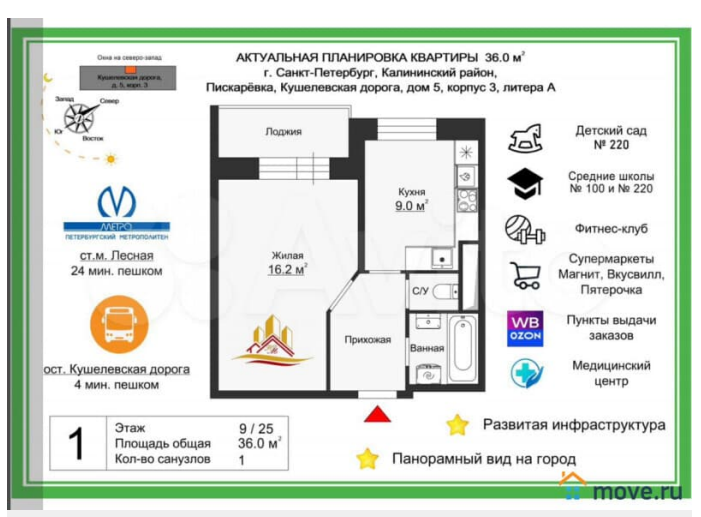 АКТУАЛЬНАЯ ПЛАНИРОВКА КВАРТИРЫ 36.0 м²
г. Санкт-Петербург, Калининский район,
Пискарёвка, Кушелевская дорога, дом 5, корпус 3, литера А
Окна на северо-запад
Кушелевская дорога,
д. 5, корп. 3
Запад
Север
Юг
Восток
МЕТРО
ПЕТЕРБУРГСКИЙ МЕТРОПОЛИТЕН
ст.м. Лесная
24 мин. пешком
ост. Кушелевская дорога
4 мин. пешком
Лоджия
Кухня
9.0 м²
Жилая
16.2 м²
С/У
Прихожая
Ванная
Детский сад
№ 220
Средние школы
№ 100 и № 220
Фитнес-клуб
Супермаркеты
Магнит, Вкусвилл,
Пятерочка
WB
OZON
Пункты выдачи
заказов
Медицинский
центр
1
Этаж 9 / 25
Площадь общая 36.0 м²
Кол-во санузлов 1
Развитая инфраструктура
Панорамный вид на город
move.ru